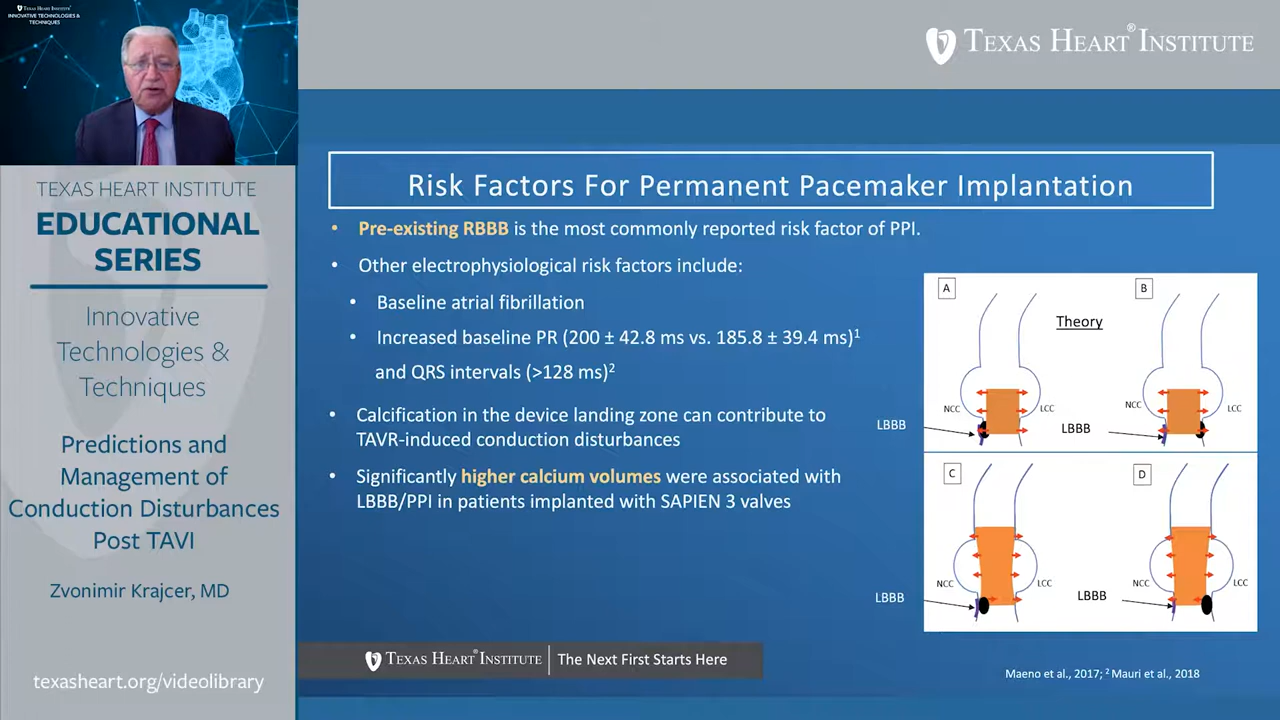 TEXAS HEART INSTITUTE
INNOVATIVE TECHNOLOGIES &
TECHNIQUES
TEXAS HEART® INSTITUTE
TEXAS HEART INSTITUTE
EDUCATIONAL
SERIES
Innovative
Technologies &
Techniques
Predictions and
Management of
Conduction Disturbances
Post TAVI
Zvonimir Krajcer, MD
texasheart.org/videolibrary
Risk Factors For Permanent Pacemaker Implantation
• Pre-existing RBBB is the most commonly reported risk factor of PPI.
• Other electrophysiological risk factors include:
• Baseline atrial fibrillation
• Increased baseline PR (200 ± 42.8 ms vs. 185.8 ± 39.4 ms)¹
and QRS intervals (>128 ms)²
• Calcification in the device landing zone can contribute to
TAVR-induced conduction disturbances
• Significantly higher calcium volumes were associated with
LBBB/PPI in patients implanted with SAPIEN 3 valves
A
B
Theory
NCC
LCC
NCC
LCC
LBBB
LBBB
C
D
NCC
LCC
NCC
LCC
LBBB
LBBB
TEXAS HEART INSTITUTE
The Next First Starts Here
Maeno et al., 2017; ² Mauri et al., 2018